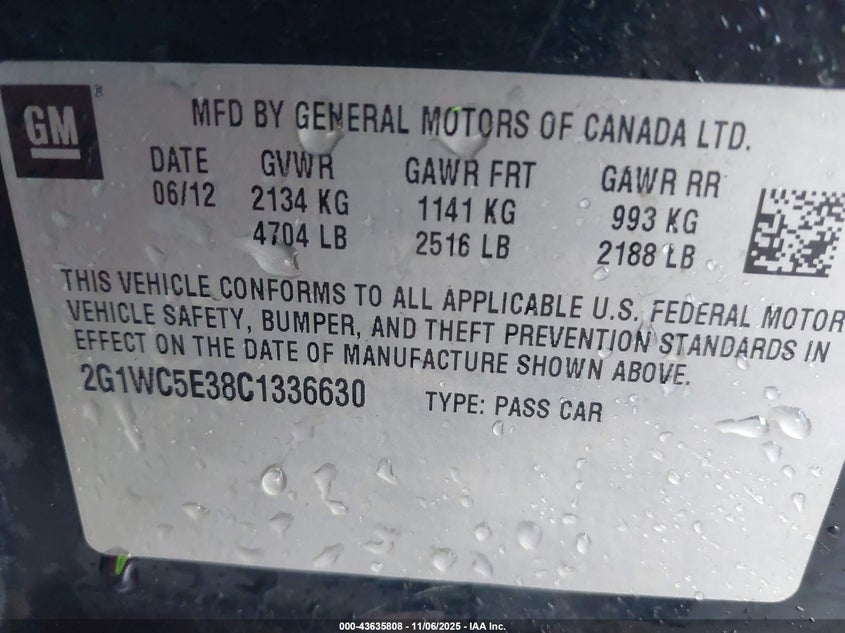 GM®
MFD BY GENERAL MOTORS OF CANADA LTD.
DATE GVWR GAWR FRT GAWR RR
06/12 2134 KG 1141 KG 993 KG
4704 LB 2516 LB 2188 LB
THIS VEHICLE CONFORMS TO ALL APPLICABLE U.S. FEDERAL MOTOR
VEHICLE SAFETY, BUMPER, AND THEFT PREVENTION STANDARDS IN
EFFECT ON THE DATE OF MANUFACTURE SHOWN ABOVE.
2G1WC5E38C1336630 TYPE: PASS CAR
000-43635808 - 11/06/2025 - IAA Inc.